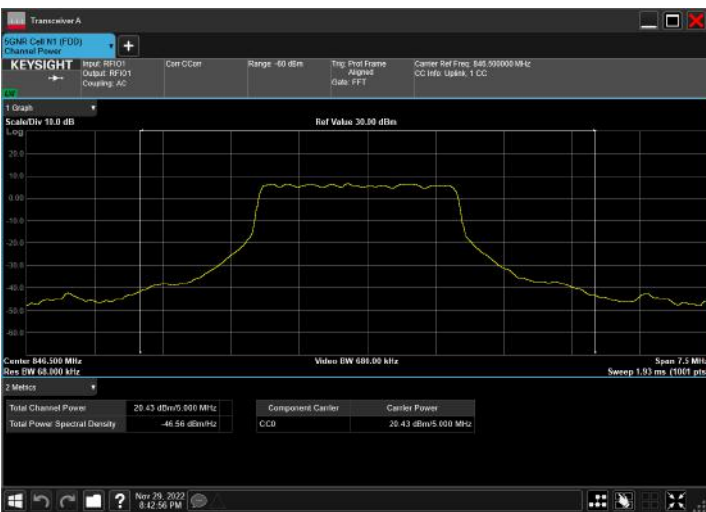 Transceiver A
5GNR Cell N1 (FDD)
Channel Power
KEYSIGHT
Input: RFIO1
Output: RFIO1
Coupling: AC
Corr CCorr
Range: -60 dBm
Trig: Prot Frame
Aligned
Gate: FFT
Carrier Ref Freq: 846.500000 MHz
CC Info: Uplink, 1 CC
1 Graph
Scale/Div 10.0 dB
Ref Value 30.00 dBm
Log
20.0
10.0
0.00
-10.0
-20.0
-30.0
-40.0
-50.0
-60.0
Center 846.500 MHz
Video BW 680.00 kHz
Span 7.5 MHz
Res BW 68.000 kHz
Sweep 1.93 ms (1001 pts
2 Metrics
Total Channel Power 20.43 dBm/5.000 MHz
Total Power Spectral Density -46.56 dBm/Hz
Component Carrier Carrier Power
CC0 20.43 dBm/5.000 MHz
Nov 29, 2022
8:42:56 PM